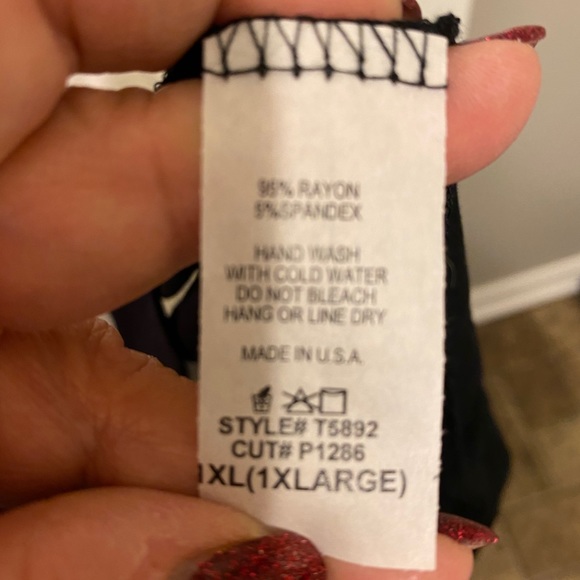 95% RAYON
5%SPANDEX
HAND WASH
WITH COLD WATER
DO NOT BLEACH
HANG OR LINE DRY
MADE IN U.S.A.
STYLE# T5892
CUT# P1286
1XL(1XLARGE)